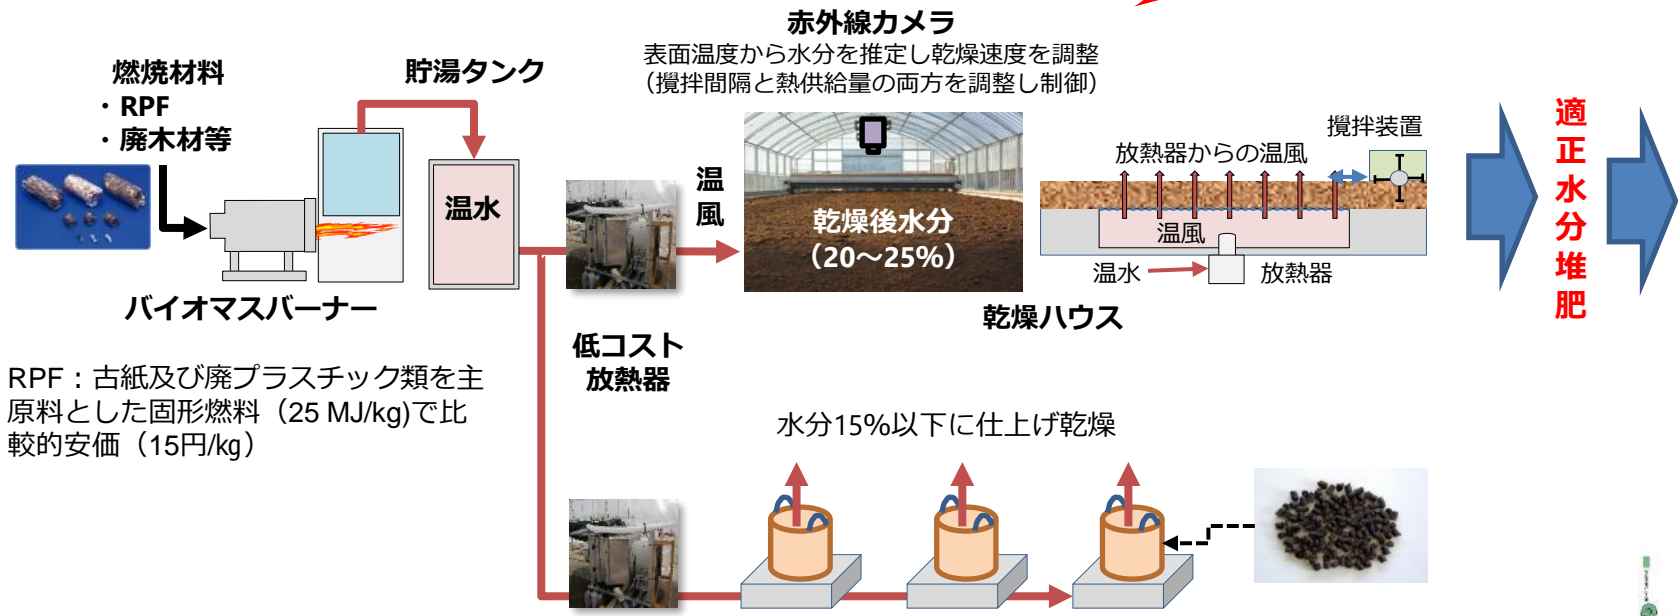 赤外線カメラ
表面温度から水分を推定し乾燥速度を調整
（攪拌間隔と熱供給量の両方を調整し制御）
燃焼材料
・RPF
・廃木材等
貯湯タンク
温水
温風
乾燥後水分
（20～25%）
攪拌装置
放熱器からの温風
温風
温水
放熱器
適正水分堆肥
バイオマスバーナー
乾燥ハウス
低コスト
放熱器
RPF：古紙及び廃プラスチック類を主
原料とした固形燃料（25 MJ/kg)で比
較的安価（15円/kg）
水分15%以下に仕上げ乾燥